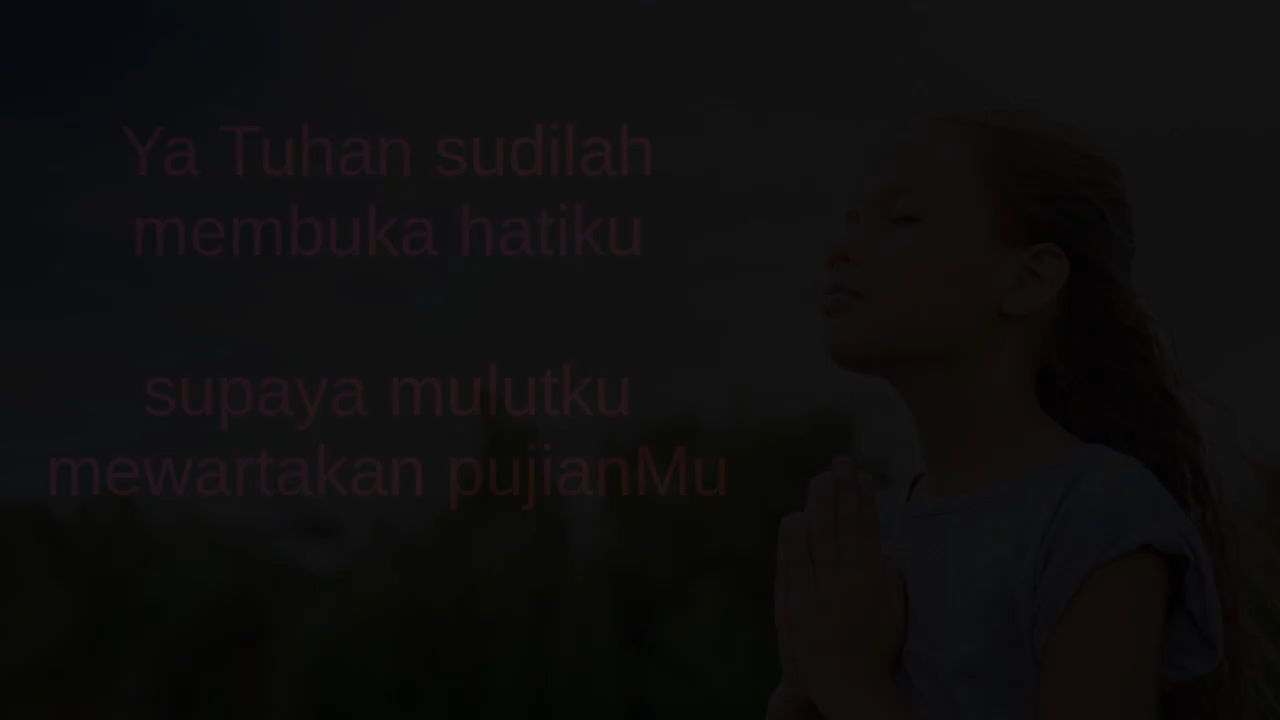 Ya Tuhan sudilah
membuka hatiku
supaya mulutku
mewartakan pujianMu